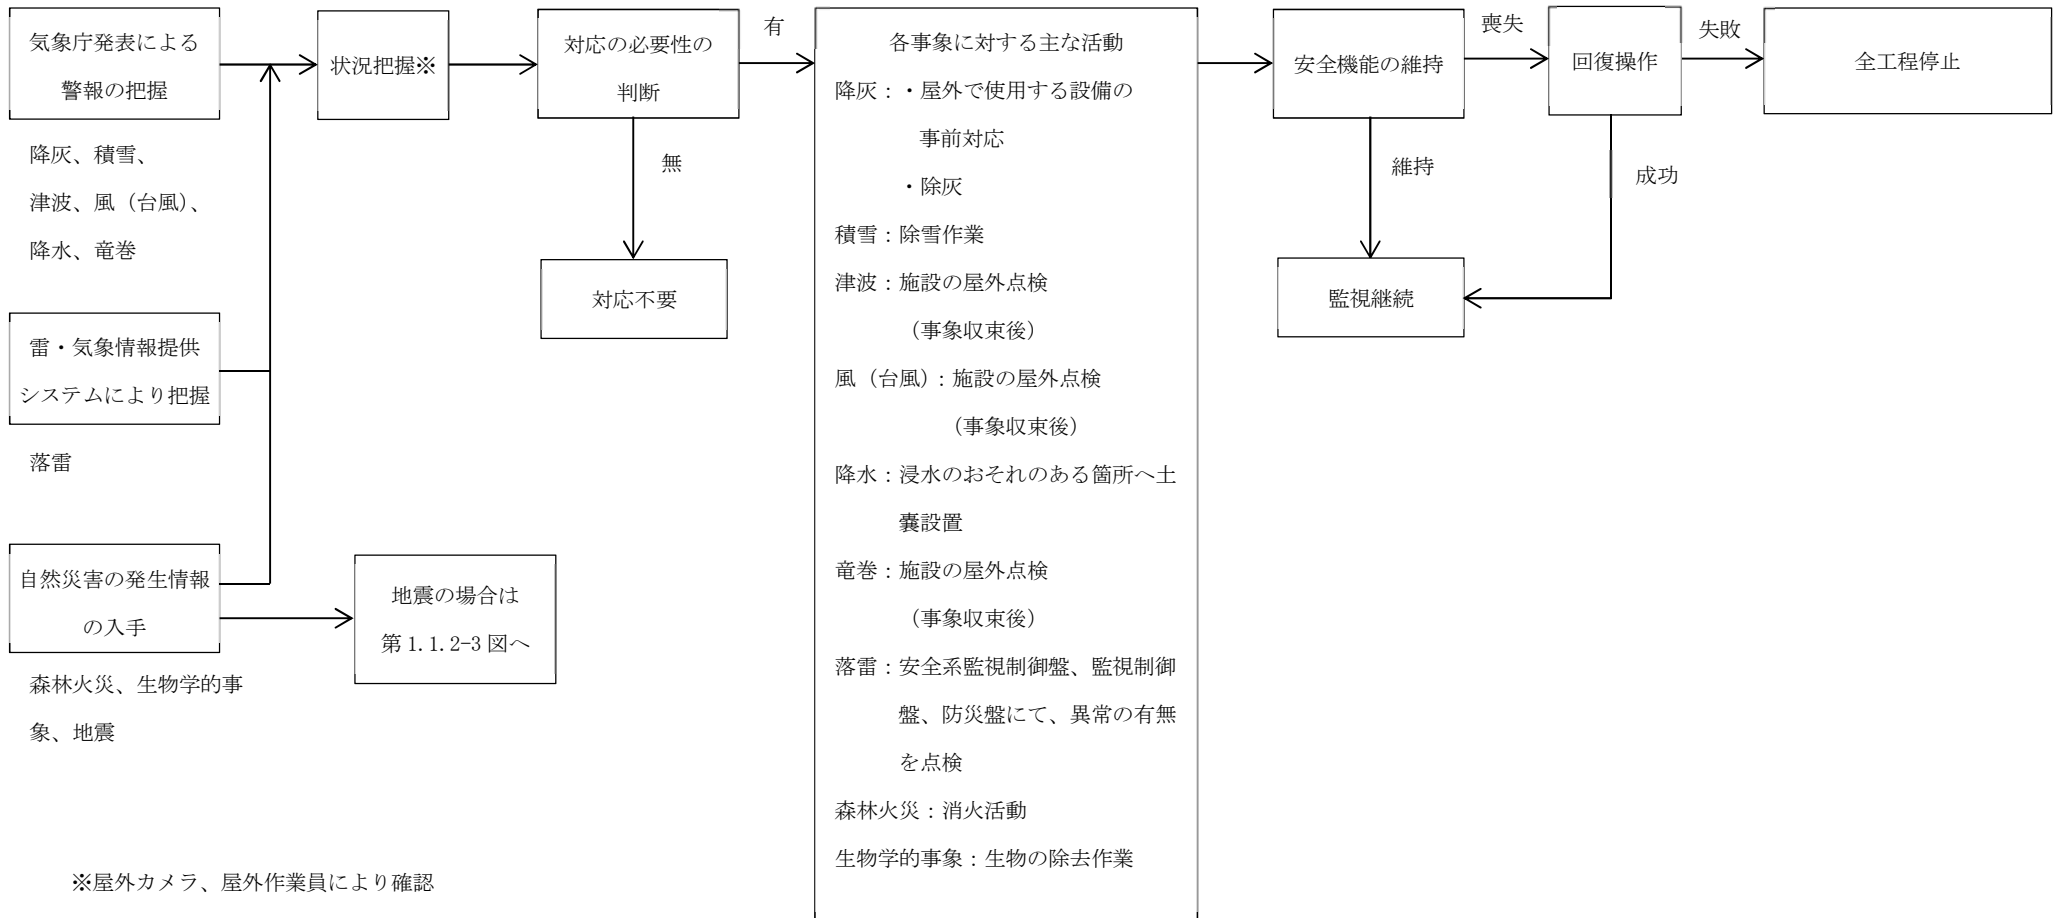 気象庁発表による
警報の把握
降灰、積雪、
津波、風（台風）、
降水、竜巻
雷・気象情報提供
システムにより把握
落雷
自然災害の発生情報
の入手
森林火災、生物学的事
象、地震
地震の場合は
第 1.1.2-3 図へ
状況把握※
対応の必要性の
判断
有
無
対応不要
各事象に対する主な活動
降灰：・屋外で使用する設備の
事前対応
・除灰
積雪：除雪作業
津波：施設の屋外点検
（事象収束後）
風（台風）：施設の屋外点検
（事象収束後）
降水：浸水のおそれのある箇所へ土
嚢設置
竜巻：施設の屋外点検
（事象収束後）
落雷：安全系監視制御盤、監視制御
盤、防災盤にて、異常の有無
を点検
森林火災：消火活動
生物学的事象：生物の除去作業
安全機能の維持
喪失
維持
監視継続
回復操作
失敗
成功
全工程停止
※屋外カメラ、屋外作業員により確認